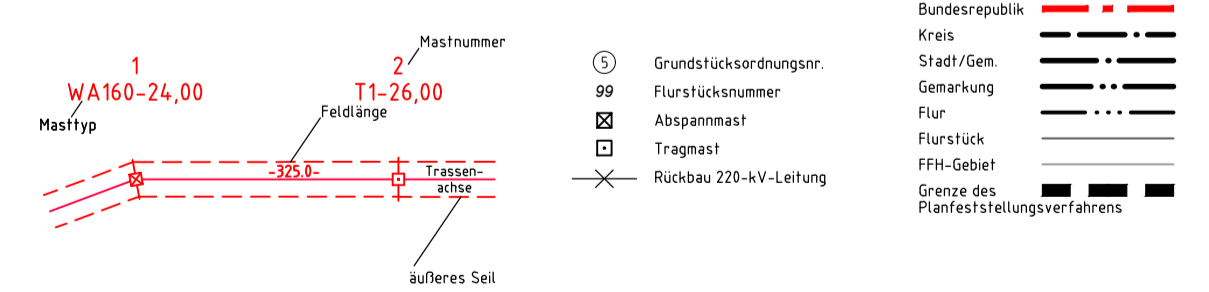 Mastnummer
1
2
WA160-24,00
T1-26,00
Masttyp
Feldlänge
-325.0-
Trassen-
achse
äußeres Seil
5 Grundstücksordnungsnr.
99 Flurstücksnummer
Abspannmast
Tragmast
Rückbau 220-kV-Leitung
Bundesrepublik
Kreis
Stadt/Gem.
Gemarkung
Flur
Flurstück
FFH-Gebiet
Grenze des
Planfeststellungsverfahrens